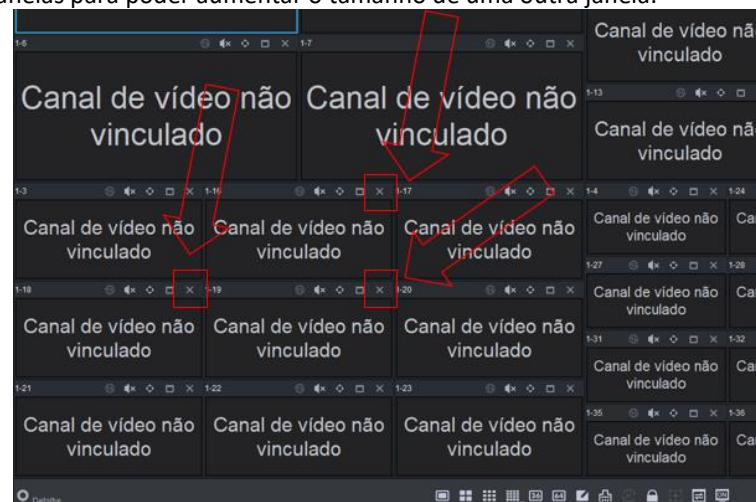 janelas para poder aumentar o tamanho de uma outra janela.
1-6
1-7
Canal de vídeo não
vinculado
Canal de vídeo não
vinculado
Canal de vídeo
vinculado
1-13
Canal de vídeo
vinculado
1-3
1-16
1-17
1-4
1-24
Canal de vídeo não
vinculado
Canal de vídeo não
vinculado
Canal de vídeo não
vinculado
Canal de vídeo não
vinculado
1-27
1-28
1-18
1-19
1-20
Canal de vídeo não
vinculado
Canal de vídeo não
vinculado
Canal de vídeo não
vinculado
Canal de vídeo não
vinculado
1-31
1-32
Canal de vídeo não
vinculado
1-21
1-22
1-23
Canal de vídeo não
vinculado
Canal de vídeo não
vinculado
Canal de vídeo não
vinculado
1-35
1-36
Canal de vídeo não
vinculado
Detalhe
36
64